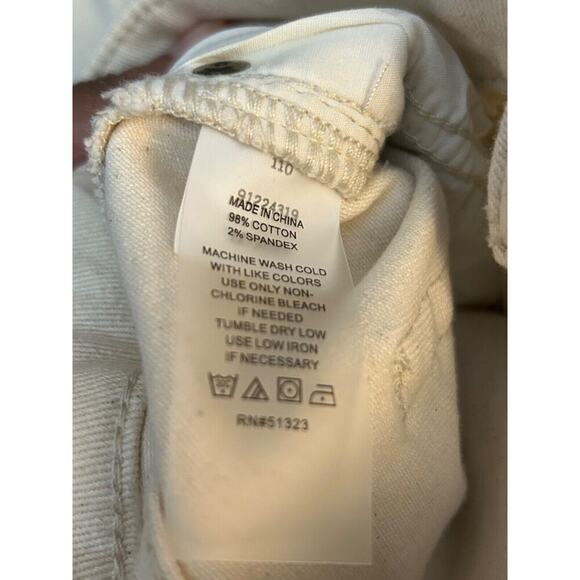 110
91224319
MADE IN CHINA
98% COTTON
2% SPANDEX
MACHINE WASH COLD
WITH LIKE COLORS
USE ONLY NON-
CHLORINE BLEACH
IF NEEDED
TUMBLE DRY LOW
USE LOW IRON
IF NECESSARY
RN#51323